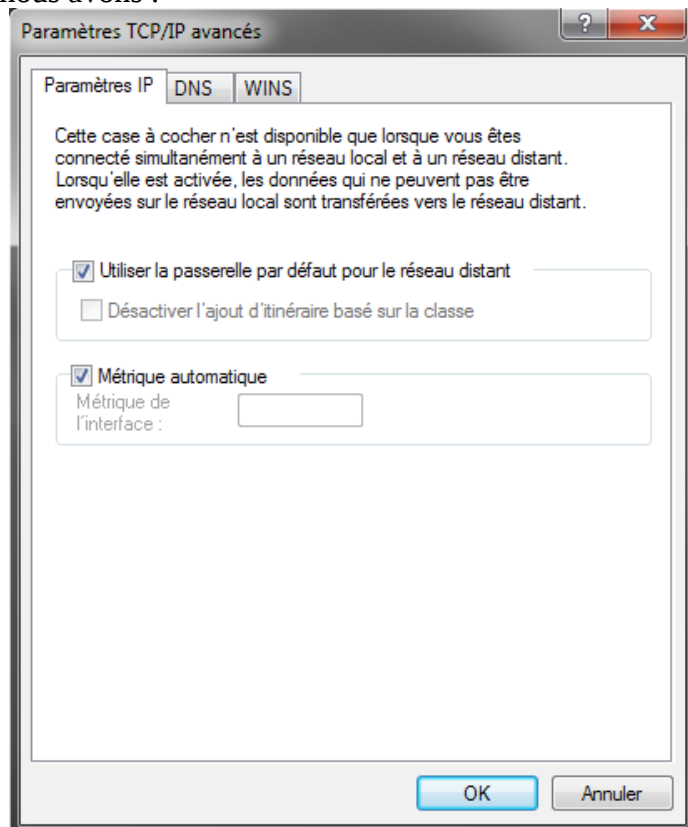 nous avons :
Paramètres TCP/IP avancés
Paramètres IP
DNS
WINS
Cette case à cocher n'est disponible que lorsque vous êtes
connecté simultanément à un réseau local et à un réseau distant.
Lorsqu'elle est activée, les données qui ne peuvent pas être
envoyées sur le réseau local sont transférées vers le réseau distant.
Utiliser la passerelle par défaut pour le réseau distant
Désactiver l'ajout d'itinéraire basé sur la classe
Métrique automatique
Métrique de
l'interface :
OK
Annuler